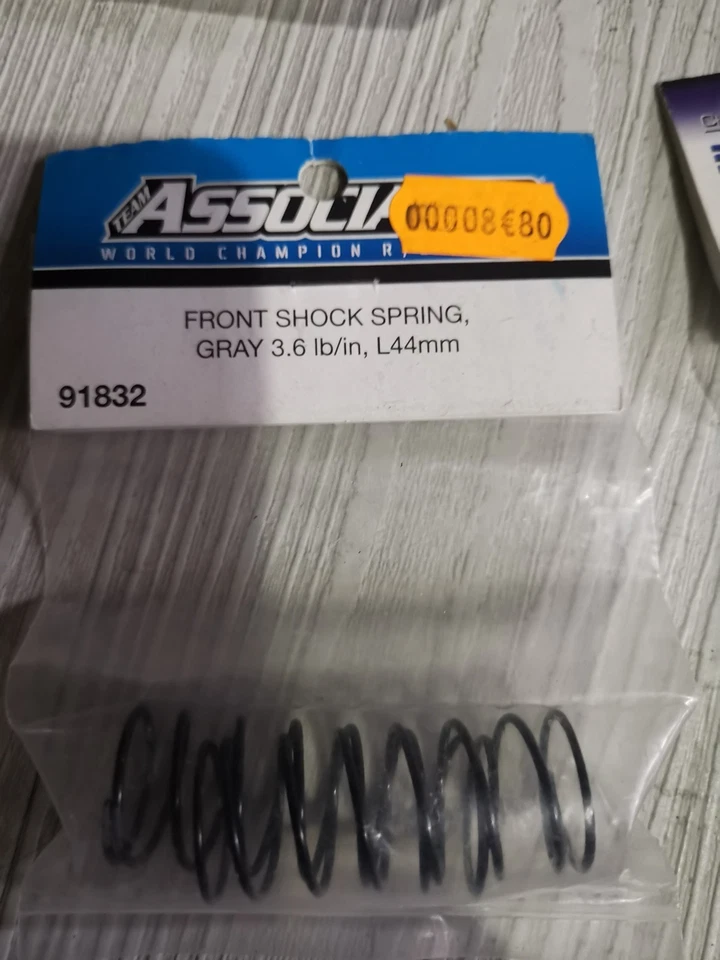 TEAM
ASSOCIA
00008€80
WORLD CHAMPION R
FRONT SHOCK SPRING,
GRAY 3.6 lb/in, L44mm
91832